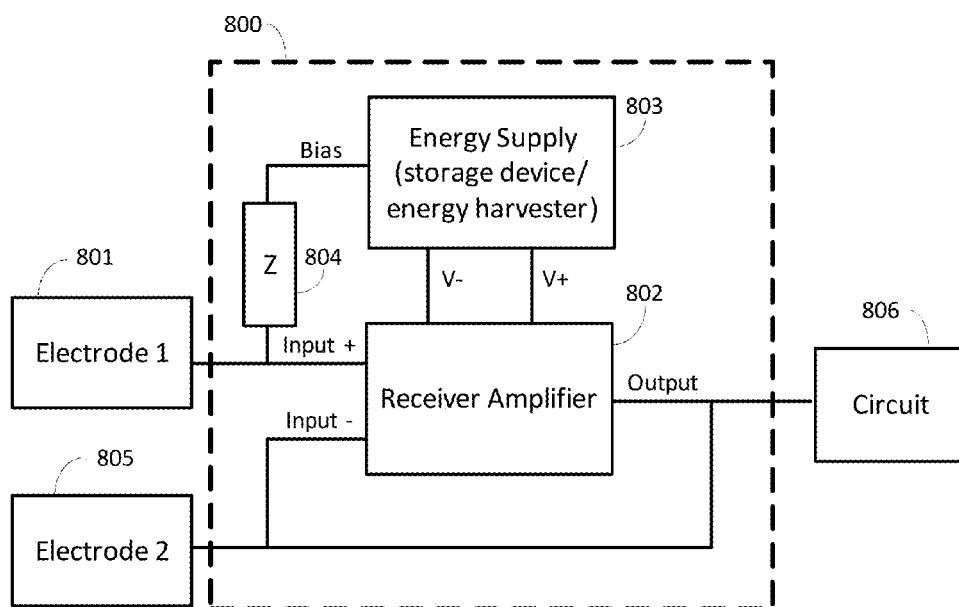 800
803
Energy Supply
(storage device/
energy harvester)
Bias
Z
804
V-
V+
801
Electrode 1
Input +
802
Receiver Amplifier
Output
806
Circuit
Input -
805
Electrode 2